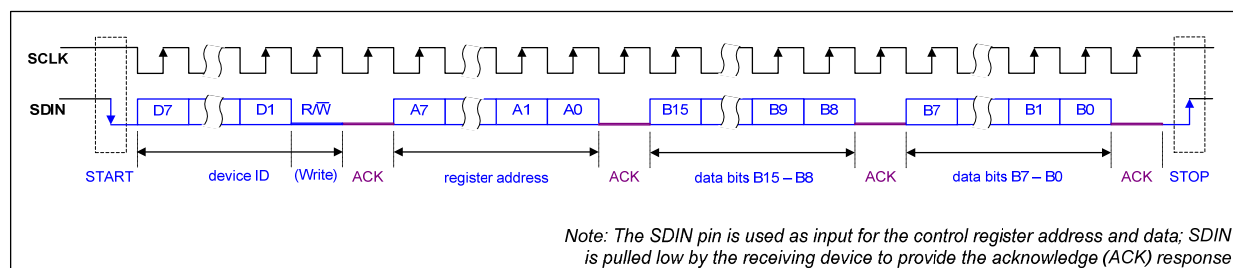 SCLK
SDIN D7 D1 R/W̅ A7 A1 A0 B15 B9 B8 B7 B1 B0
START device ID (Write) ACK register address ACK data bits B15 – B8 ACK data bits B7 – B0 ACK STOP
Note: The SDIN pin is used as input for the control register address and data; SDIN
is pulled low by the receiving device to provide the acknowledge (ACK) response